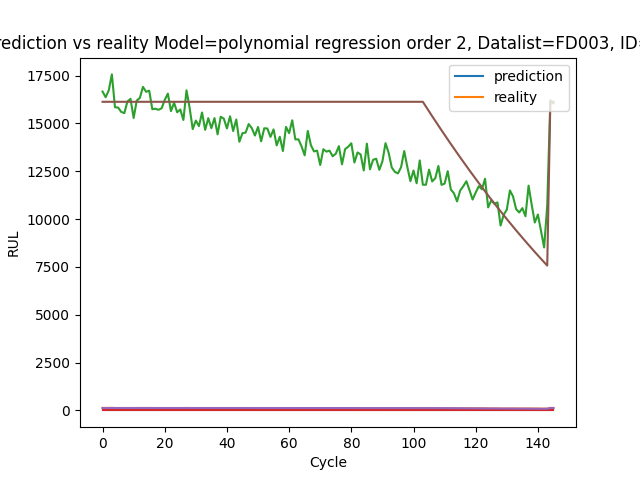 rediction vs reality Model=polynomial regression order 2, Datalist=FD003, ID=
prediction
reality
17500
15000
12500
10000
7500
5000
2500
0
RUL
0 20 40 60 80 100 120 140
Cycle